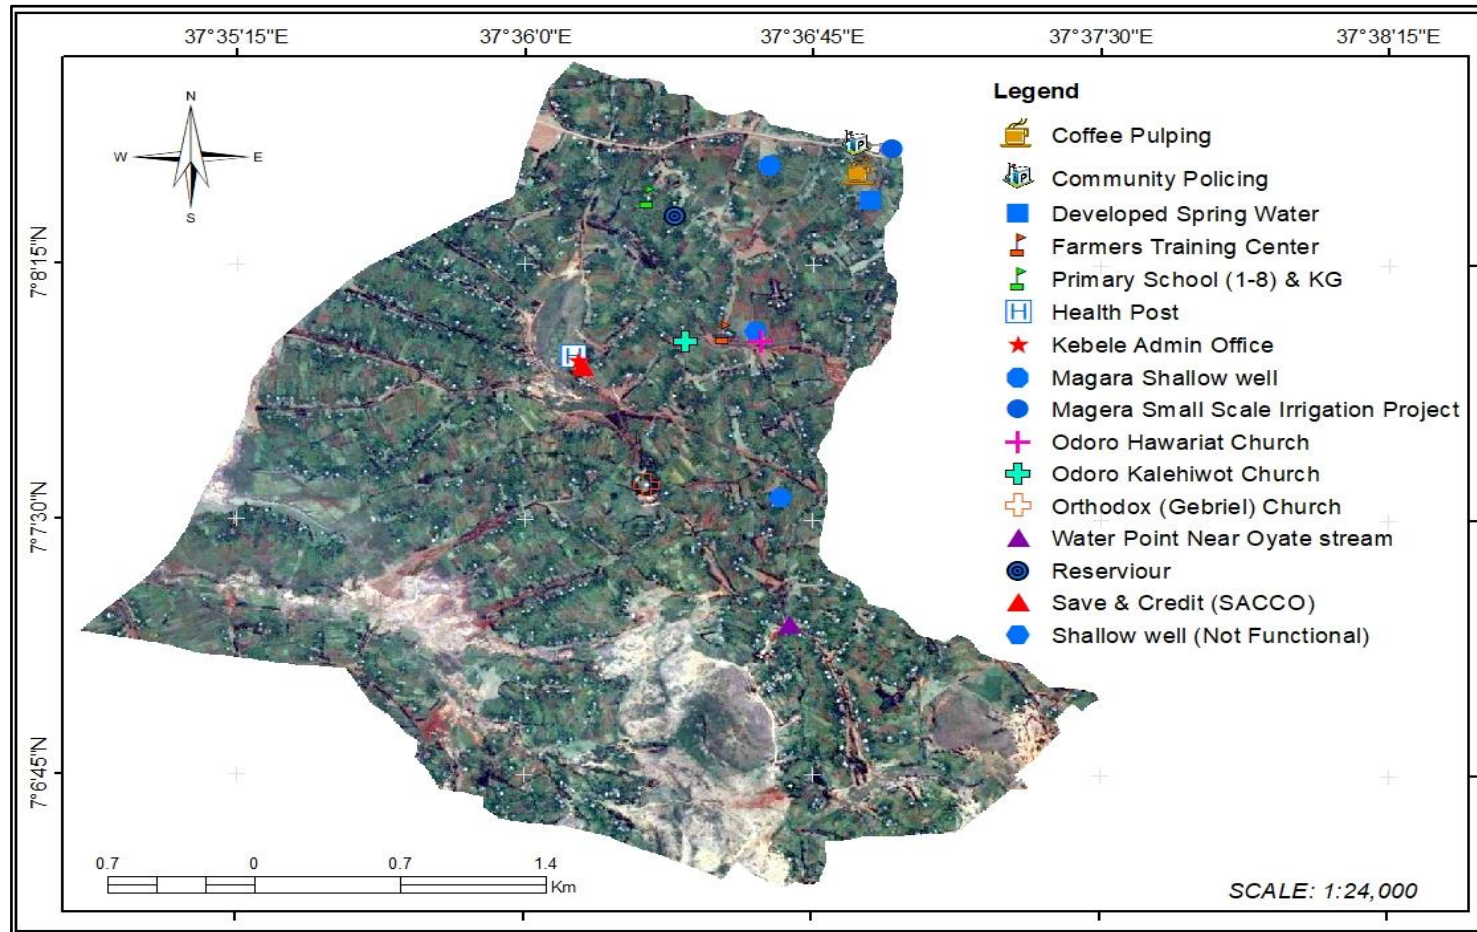 37°35'15"E 37°36'0"E 37°36'45"E 37°37'30"E 37°38'15"E
N
W E
S
7°8'15"N
7°7'30"N
7°6'45"N
Legend
Coffee Pulping
Community Policing
Developed Spring Water
Farmers Training Center
Primary School (1-8) & KG
H Health Post
Kebele Admin Office
Magara Shallow well
Magera Small Scale Irrigation Project
Odoro Hawariat Church
Odoro Kalehiwot Church
Orthodox (Gebriel) Church
Water Point Near Oyate stream
Reserviour
Save & Credit (SACCO)
Shallow well (Not Functional)
P
H
0.7 0 0.7 1.4
Km
SCALE: 1:24,000